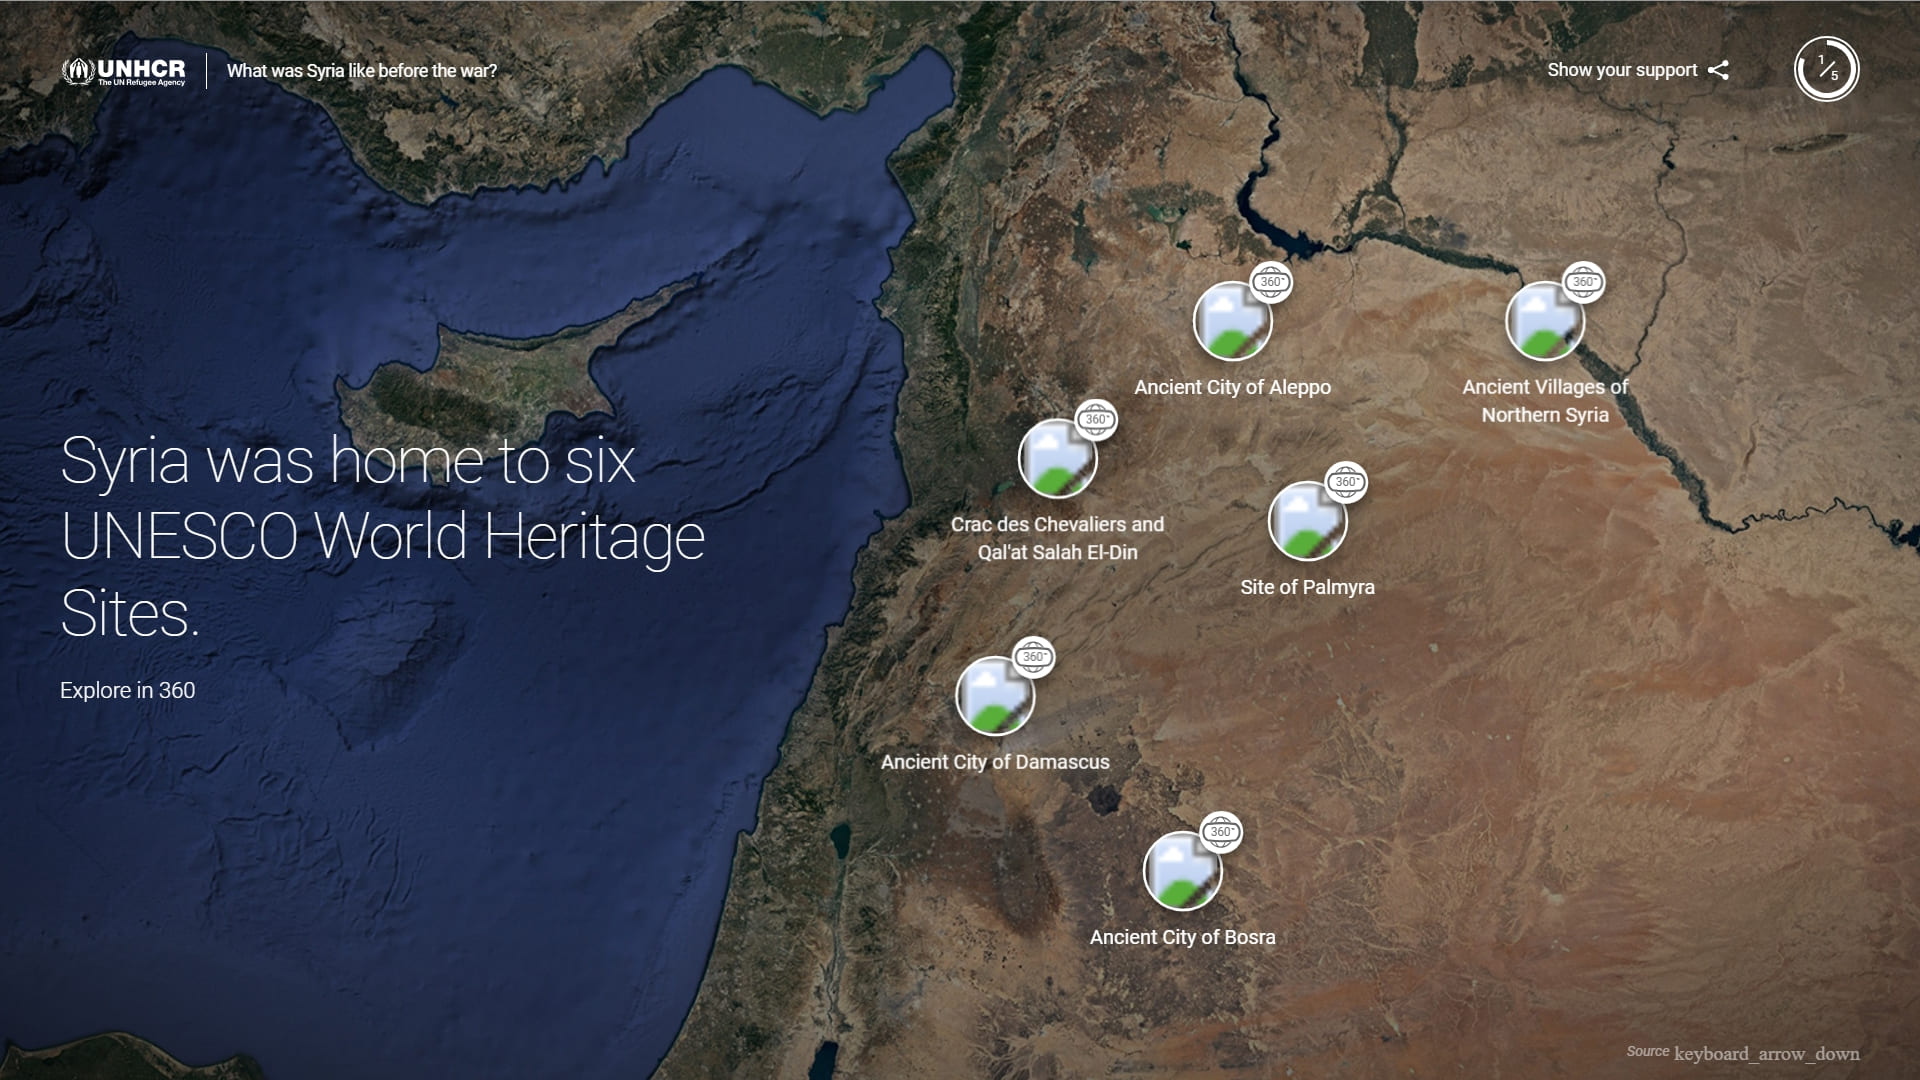 UNHCR
The UN Refugee Agency
What was Syria like before the war?
Show your support
1/5
360°
Ancient City of Aleppo
360°
Ancient Villages of
Northern Syria
360°
Crac des Chevaliers and
Qal'at Salah El-Din
360°
Site of Palmyra
Syria was home to six
UNESCO World Heritage
Sites.
Explore in 360
360°
Ancient City of Damascus
360°
Ancient City of Bosra
Source keyboard_arrow_down